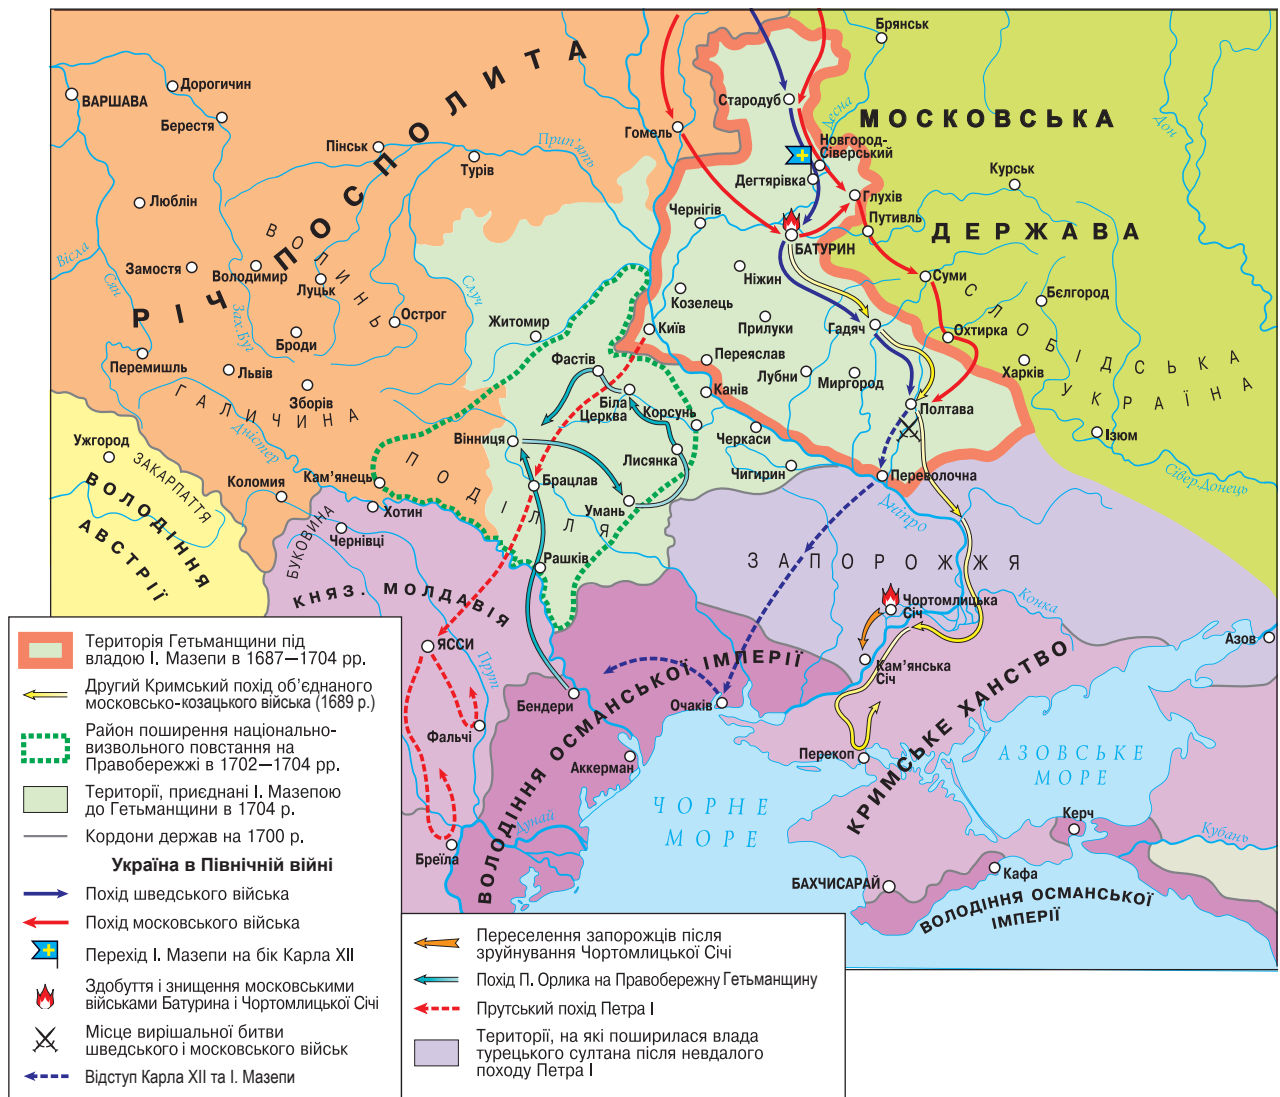 РІЧ ПОСПОЛИТА
МОСКОВСЬКА
ДЕРЖАВА
Брянськ
Дорогичин
ВАРШАВА
Берестя
Стародуб
Гомель
Десна
Дон
Новгород-
Сіверський
Пінськ
Прип'ять
Турів
Дегтярівка
Курськ
Глухів
Люблін
Чернігів
Путивль
БАТУРИН
ВОЛИНЬ
Вісла
Замостя
Володимир
Луцьк
Сян
Зах.Буг
Случ
Ніжин
Суми
Козелець
Бєлгород
Острог
Житомир
Київ
Прилуки
Гадяч
Охтирка
СЛОБІДСЬКА
УКРАЇНА
Броди
Перемишль
Львів
Фастів
Переяслав
Лубни
Миргород
Харків
Зборів
Біла
Церква
Канів
Корсунь
Полтава
ГАЛИЧИНА
Дністер
Ужгород
Вінниця
Черкаси
Ізюм
ЗАКАРПАТТЯ
Лисянка
Чигирин
Переволочна
Сівер.Донець
ВОЛОДІННЯ
АВСТРІЇ
Коломия
Кам'янець
ПОДІЛЛЯ
Брацлав
Умань
Дніпро
Хотин
Чернівці
БУКОВИНА
Рашків
ЗАПОРОЖЖЯ
КНЯЗ. МОЛДАВІЯ
Чортомлицька
Січ
Конка
Азов
ЯССИ
Прут
Кам'янська
Січ
Бендери
Очаків
ВОЛОДІННЯ ОСМАНСЬКОЇ ІМПЕРІЇ
Фальчі
Аккерман
Перекоп
КРИМСЬКЕ ХАНСТВО
АЗОВСЬКЕ
МОРЕ
ЧОРНЕ
МОРЕ
Дунай
Бреїла
Керч
Кубань
Кафа
БАХЧИСАРАЙ
ВОЛОДІННЯ ОСМАНСЬКОЇ
ІМПЕРІЇ
Територія Гетьманщини під
владою І. Мазепи в 1687—1704 рр.
Другий Кримський похід об'єднаного
московсько-козацького війська (1689 р.)
Район поширення національно-
визвольного повстання на
Правобережжі в 1702—1704 рр.
Території, приєднані І. Мазепою
до Гетьманщини в 1704 р.
Кордони держав на 1700 р.
Україна в Північній війні
Похід шведського війська
Похід московського війська
Перехід І. Мазепи на бік Карла XII
Здобуття і знищення московськими
військами Батурина і Чортомлицької Січі
Місце вирішальної битви
шведського і московського військ
Відступ Карла XII та І. Мазепи
Переселення запорожців після
зруйнування Чортомлицької Січі
Похід П. Орлика на Правобережну Гетьманщину
Прутський похід Петра І
Території, на які поширилася влада
турецького султана після невдалого
походу Петра І